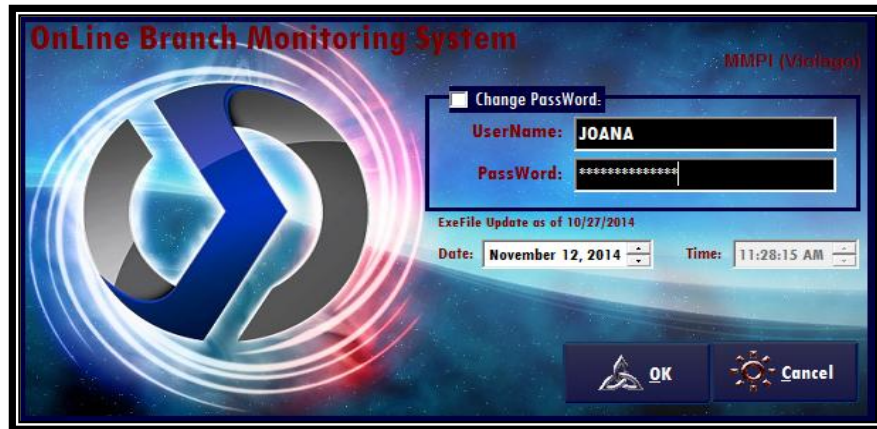 OnLine Branch Monitoring System
MMPI (Violago)
Change PassWord:
UserName: JOANA
PassWord: **************
ExeFile Update as of 10/27/2014
Date: November 12, 2014 Time: 11:28:15 AM
OK Cancel